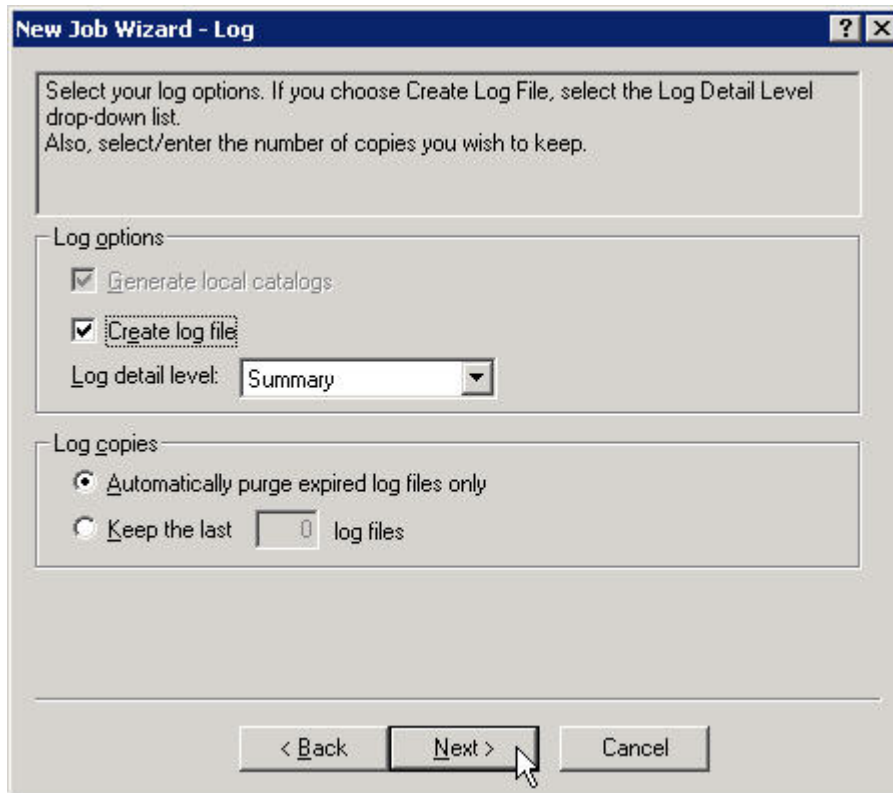 New Job Wizard - Log
Select your log options. If you choose Create Log File, select the Log Detail Level
drop-down list.
Also, select/enter the number of copies you wish to keep.
Log options
Generate local catalogs
Create log file
Log detail level: Summary
Log copies
Automatically purge expired log files only
Keep the last 0 log files
< Back Next > Cancel